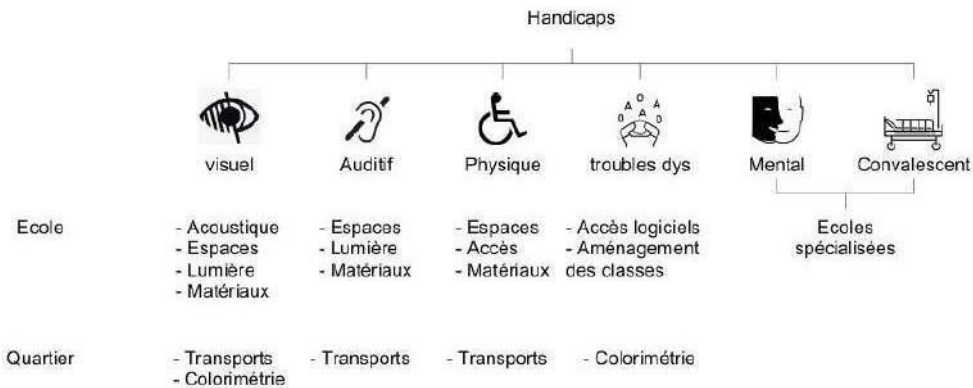 Handicaps
visuel
Auditif
Physique
troubles dys
Mental
Convalescent
Ecole
- Acoustique
- Espaces
- Lumière
- Matériaux
- Espaces
- Lumière
- Matériaux
- Espaces
- Accès
- Matériaux
- Accès logiciels
- Aménagement
des classes
Ecoles
spécialisées
Quartier
- Transports
- Colorimétrie
- Transports
- Transports
- Colorimétrie